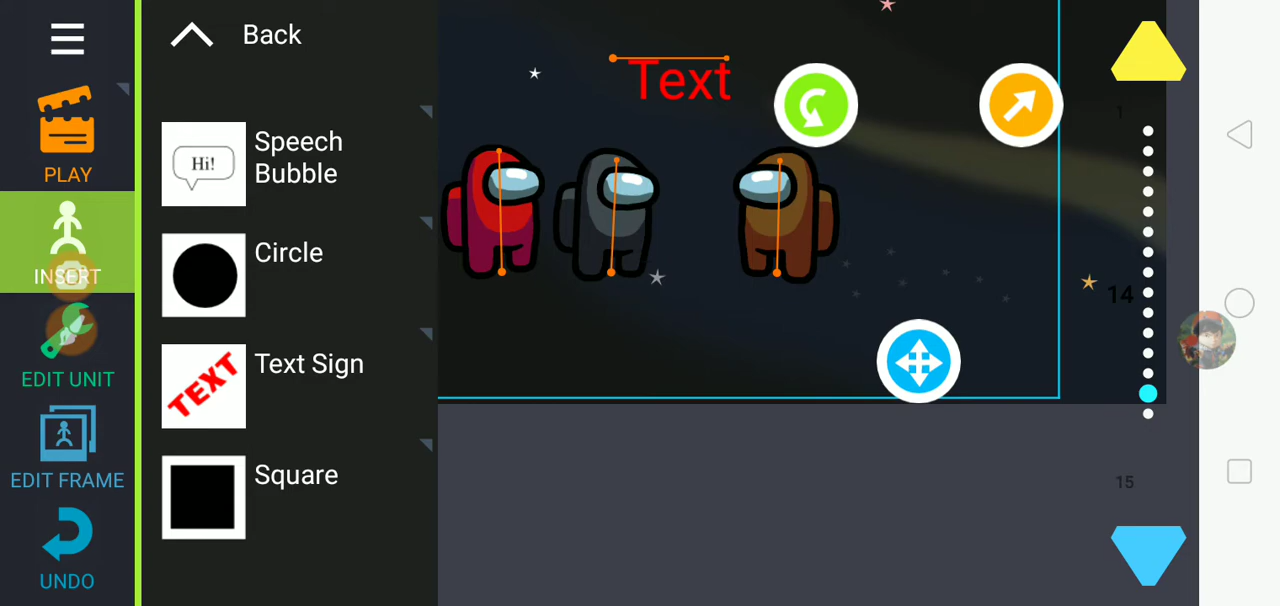 Back
PLAY
INSERT
EDIT UNIT
EDIT FRAME
UNDO
Hi!
Speech
Bubble
Circle
TEXT
Text Sign
Square
Text
1
14
15